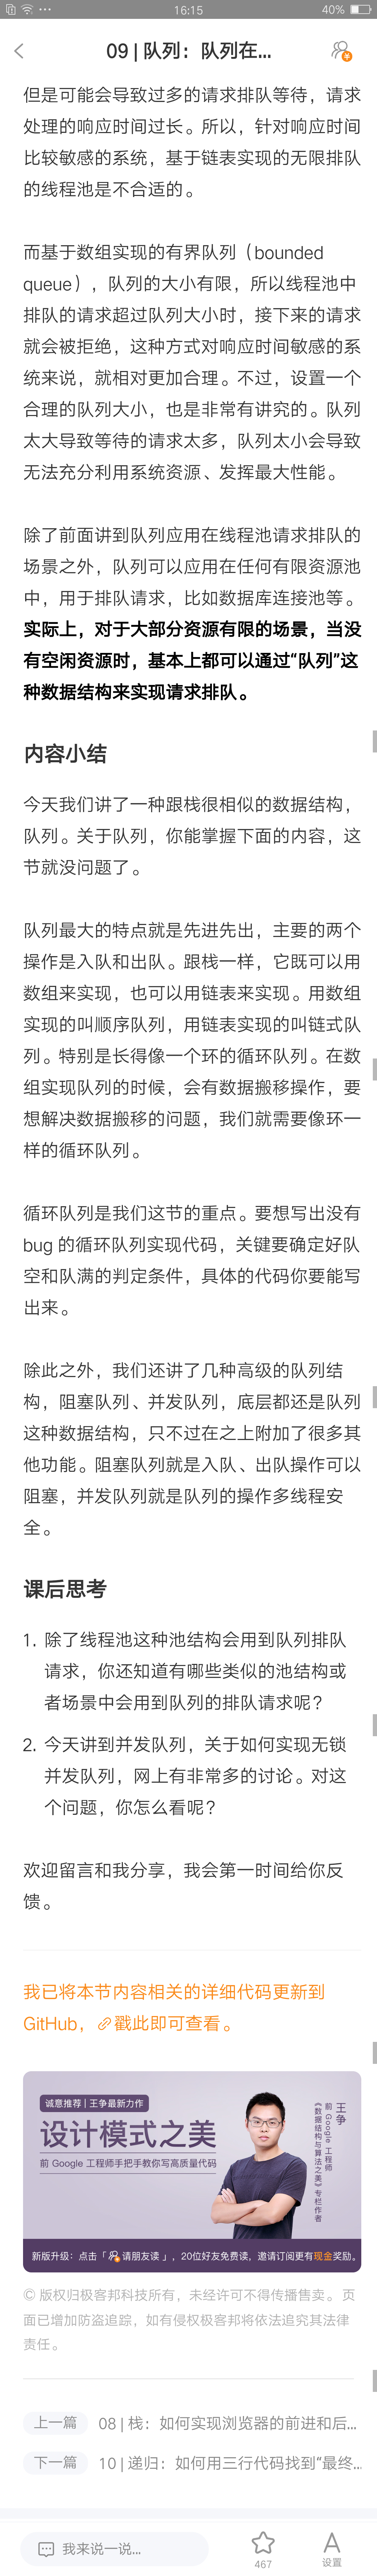 16:15
40%
09 | 队列：队列在...
但是可能会导致过多的请求排队等待，请求
处理的响应时间过长。所以，针对响应时间
比较敏感的系统，基于链表实现的无限排队
的线程池是不合适的。
而基于数组实现的有界队列（bounded
queue），队列的大小有限，所以线程池中
排队的请求超过队列大小时，接下来的请求
就会被拒绝，这种方式对响应时间敏感的系
统来说，就相对更加合理。不过，设置一个
合理的队列大小，也是非常有讲究的。队列
太大导致等待的请求太多，队列太小会导致
无法充分利用系统资源、发挥最大性能。
除了前面讲到队列应用在线程池请求排队的
场景之外，队列可以应用在任何有限资源池
中，用于排队请求，比如数据库连接池等。
实际上，对于大部分资源有限的场景，当没
有空闲资源时，基本上都可以通过“队列”这
种数据结构来实现请求排队。
内容小结
今天我们讲了一种跟栈很相似的数据结构，
队列。关于队列，你能掌握下面的内容，这
节就没问题了。
队列最大的特点就是先进先出，主要的两个
操作是入队和出队。跟栈一样，它既可以用
数组来实现，也可以用链表来实现。用数组
实现的叫顺序队列，用链表实现的叫链式队
列。特别是长得像一个环的循环队列。在数
组实现队列的时候，会有数据搬移操作，要
想解决数据搬移的问题，我们就需要像环一
样的循环队列。
循环队列是我们这节的重点。要想写出没有
bug 的循环队列实现代码，关键要确定好队
空和队满的判定条件，具体的代码你要能写
出来。
除此之外，我们还讲了几种高级的队列结
构，阻塞队列、并发队列，底层都还是队列
这种数据结构，只不过在之上附加了很多其
他功能。阻塞队列就是入队、出队操作可以
阻塞，并发队列就是队列的操作多线程安
全。
课后思考
1. 除了线程池这种池结构会用到队列排队
请求，你还知道有哪些类似的池结构或
者场景中会用到队列的排队请求呢？
2. 今天讲到并发队列，关于如何实现无锁
并发队列，网上有非常多的讨论。对这
个问题，你怎么看呢？
欢迎留言和我分享，我会第一时间给你反
馈。
我已将本节内容相关的详细代码更新到
GitHub，戳此即可查看。
诚意推荐 | 王争最新力作
设计模式之美
前 Google 工程师手把手教你写高质量代码
王争
前 Google 工程师
《数据结构与算法之美》专栏作者
新版升级：点击「请朋友读」，20位好友免费读，邀请订阅更有现金奖励。
© 版权归极客邦科技所有，未经许可不得传播售卖。页
面已增加防盗追踪，如有侵权极客邦将依法追究其法律
责任。
上一篇 08 | 栈：如何实现浏览器的前进和后...
下一篇 10 | 递归：如何用三行代码找到“最终...
我来说一说...
467
设置